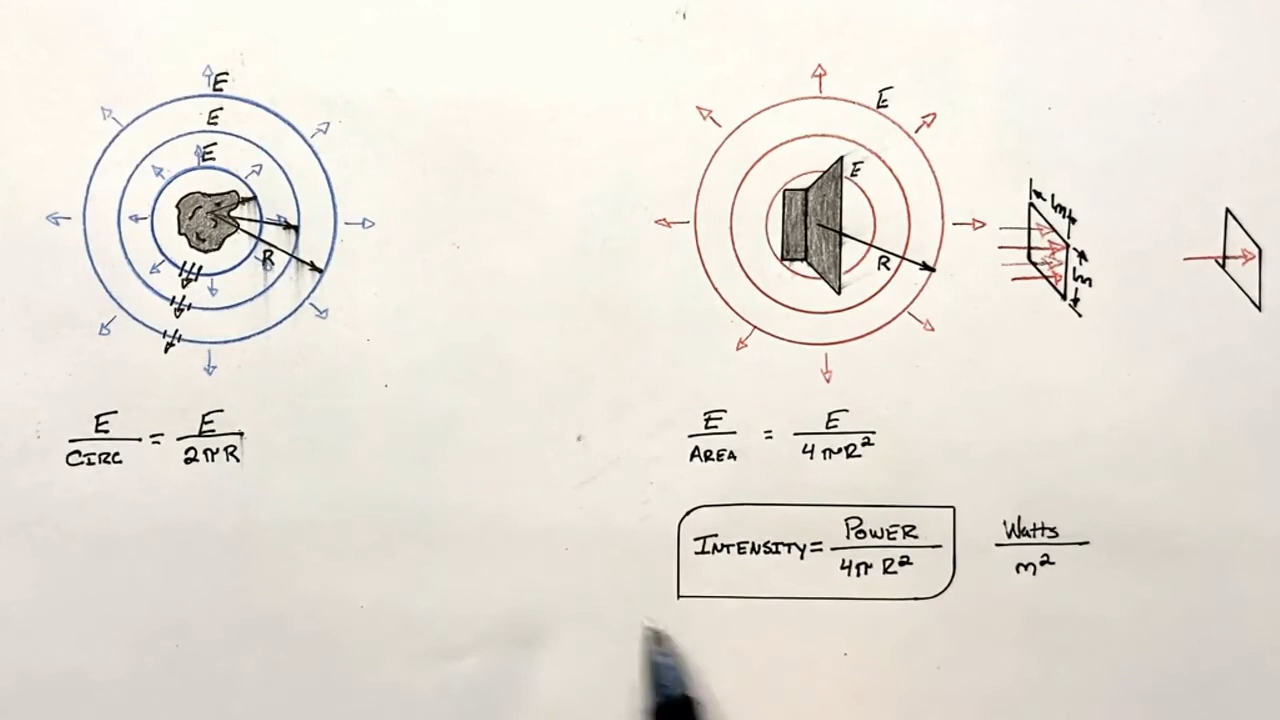 E
E
E
R
E/CIRC = E/2πR
E
E
R
1m
1m
E/AREA = E/4πR²
INTENSITY = POWER/4πR²
Watts/m²